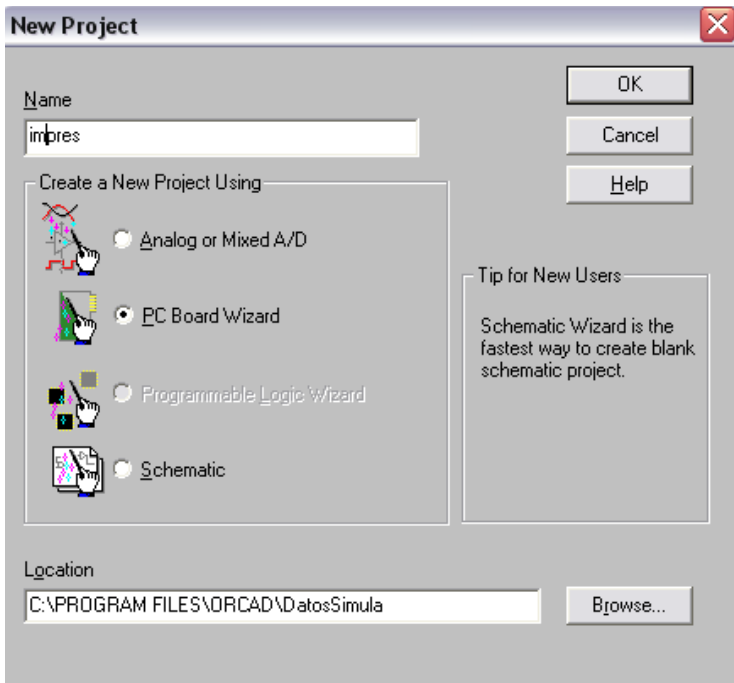 New Project
Name
impres
OK
Cancel
Help
Create a New Project Using
Analog or Mixed A/D
PC Board Wizard
Programmable Logic Wizard
Schematic
Tip for New Users
Schematic Wizard is the
fastest way to create blank
schematic project.
Location
C:\PROGRAM FILES\ORCAD\DatosSimula
Browse...